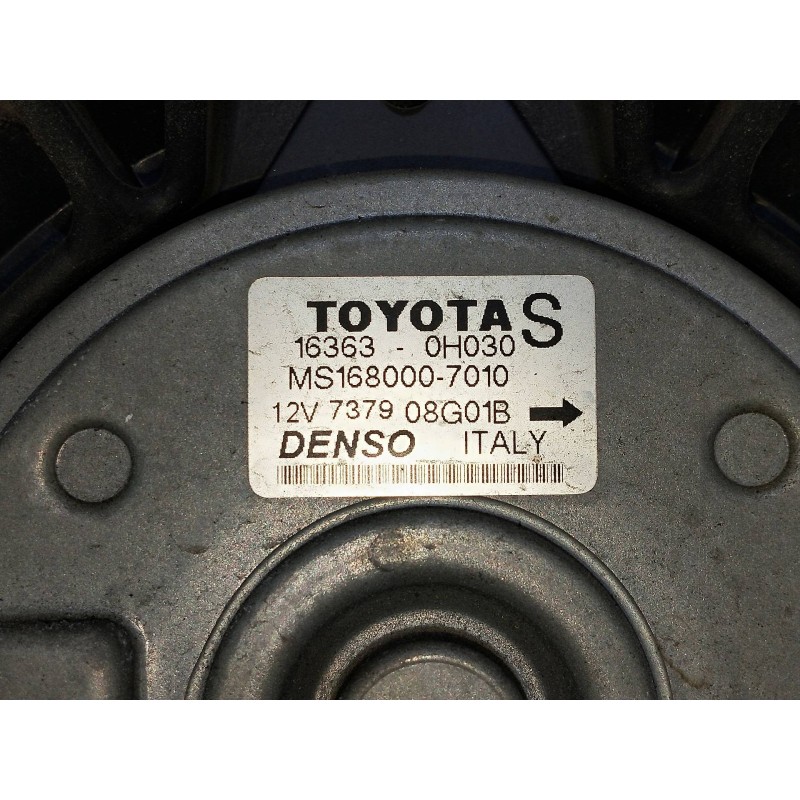 TOYOTA S
16363 - 0H030
MS168000-7010
12V 7379 08G01B
DENSO ITALY